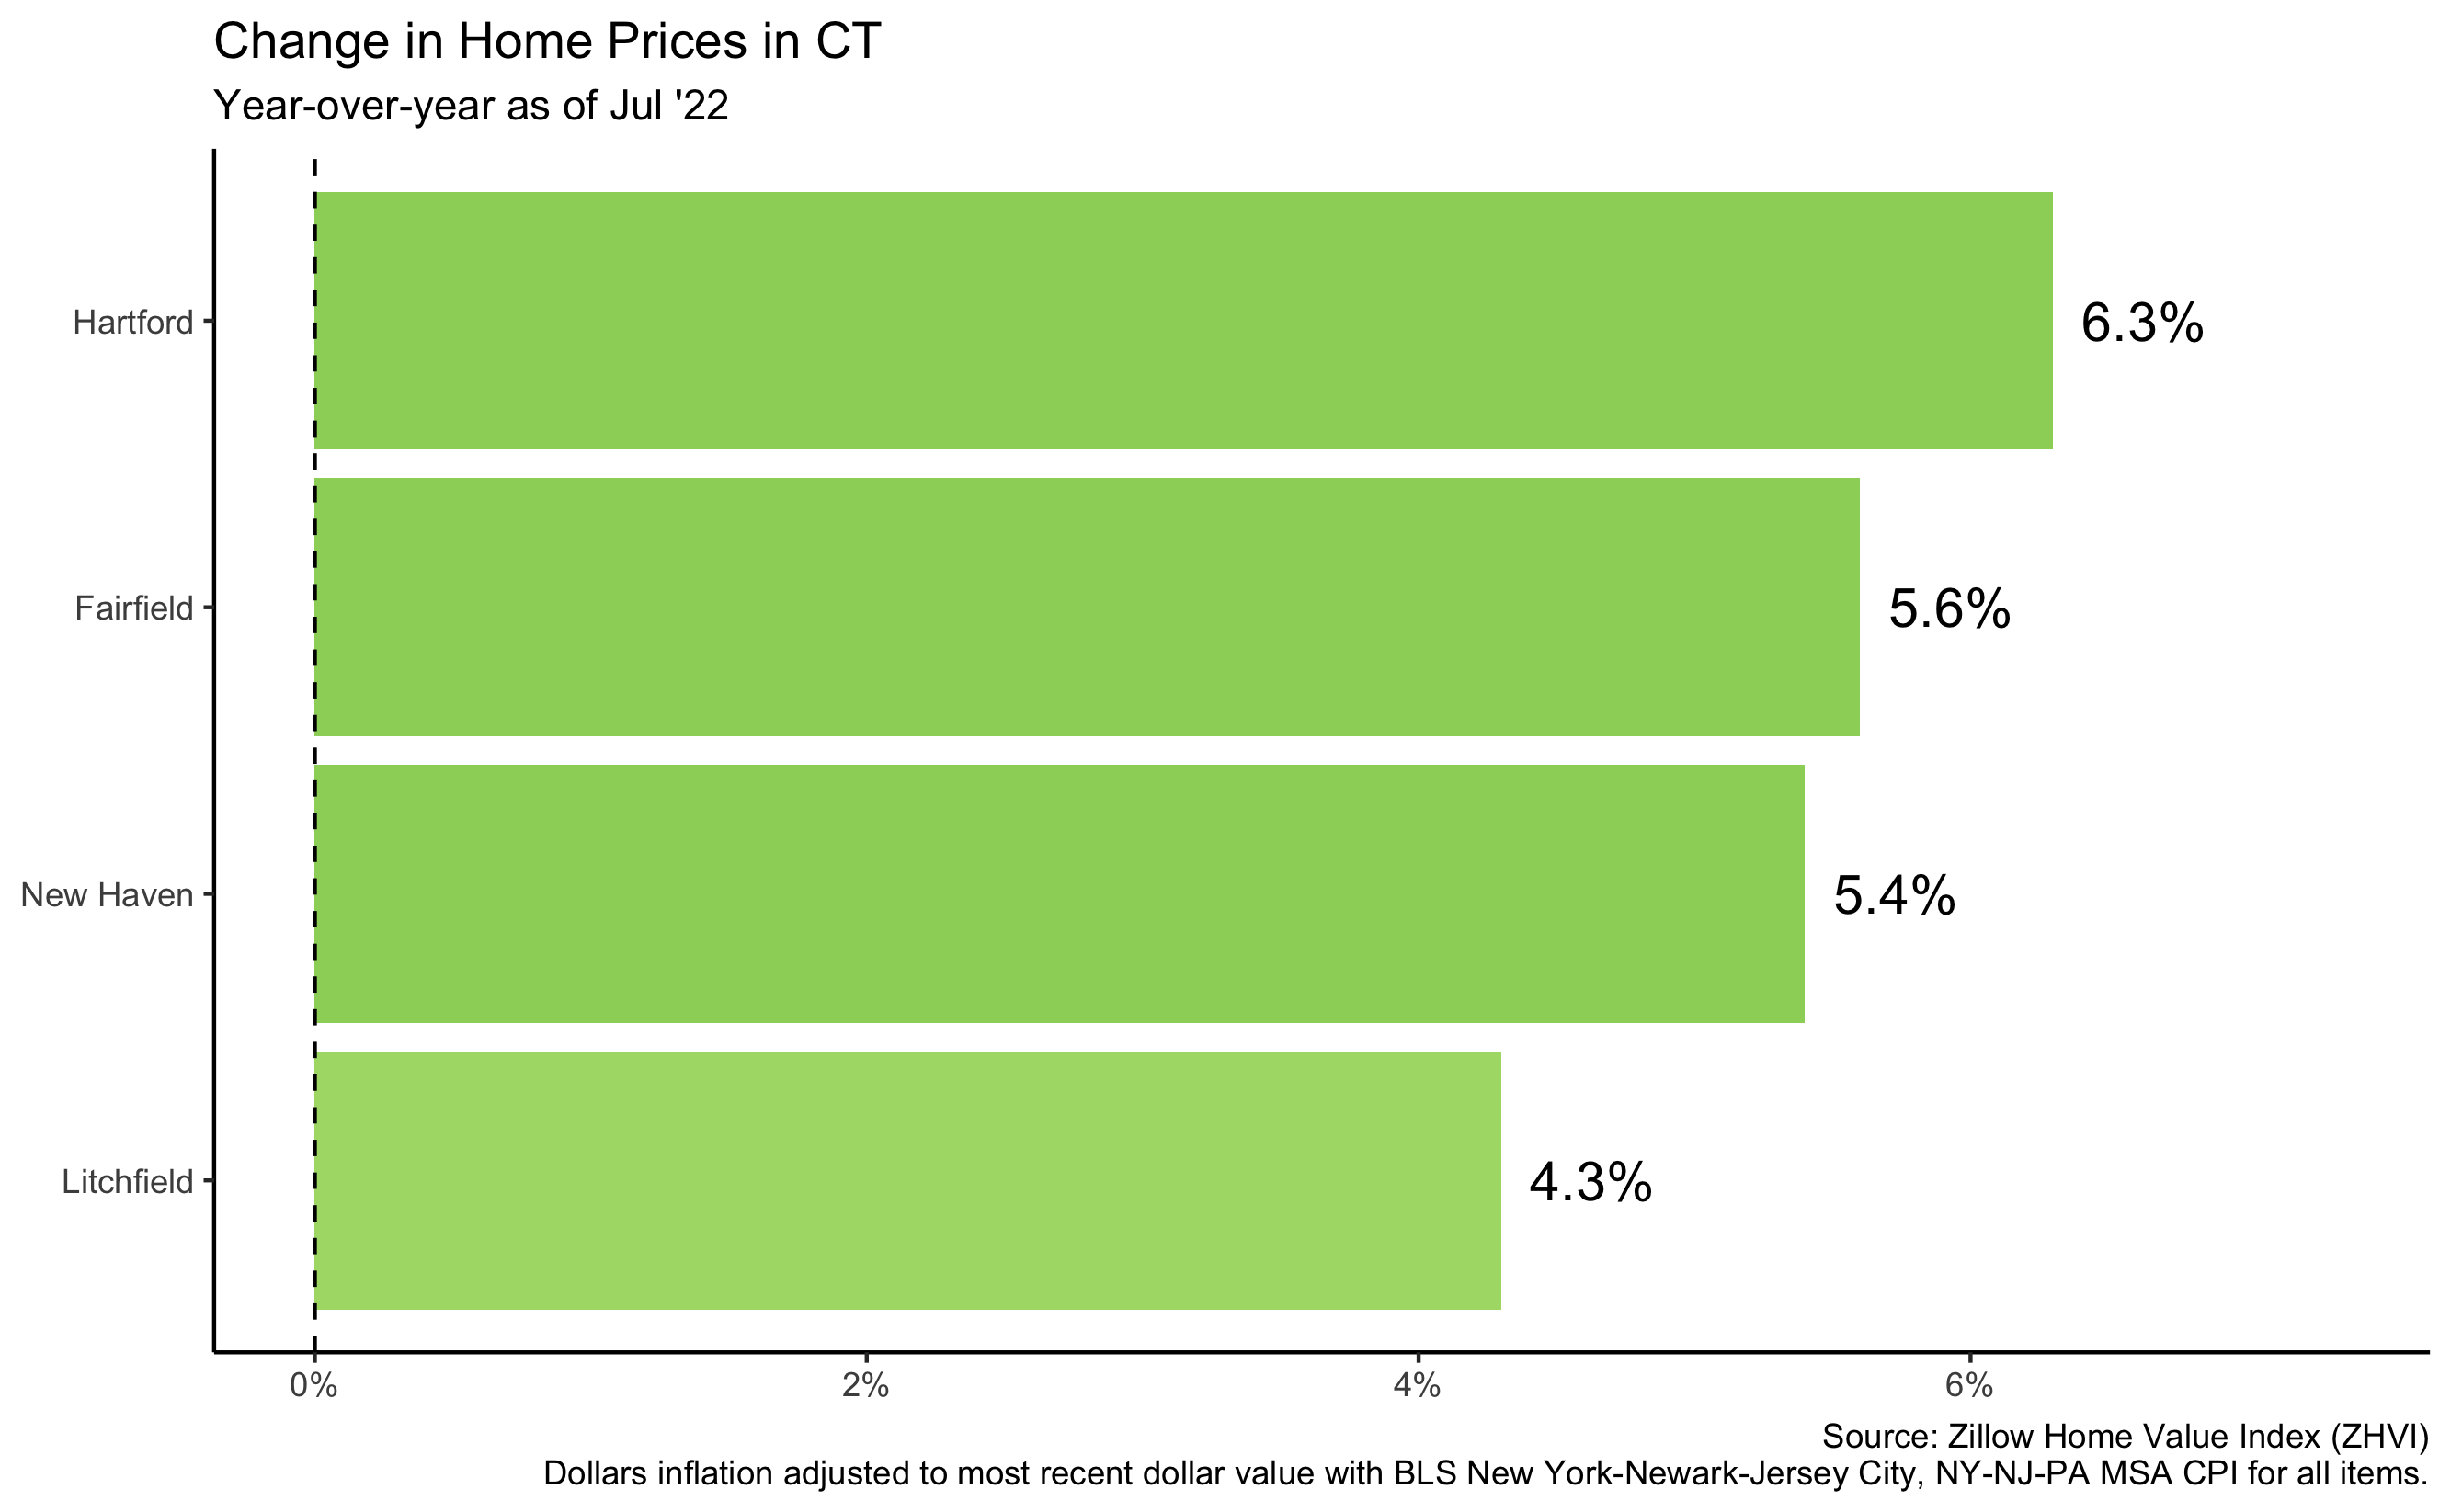 Change in Home Prices in CT
Year-over-year as of Jul '22
Hartford
6.3%
Fairfield
5.6%
New Haven
5.4%
Litchfield
4.3%
0%
2%
4%
6%
Source: Zillow Home Value Index (ZHVI)
Dollars inflation adjusted to most recent dollar value with BLS New York-Newark-Jersey City, NY-NJ-PA MSA CPI for all items.